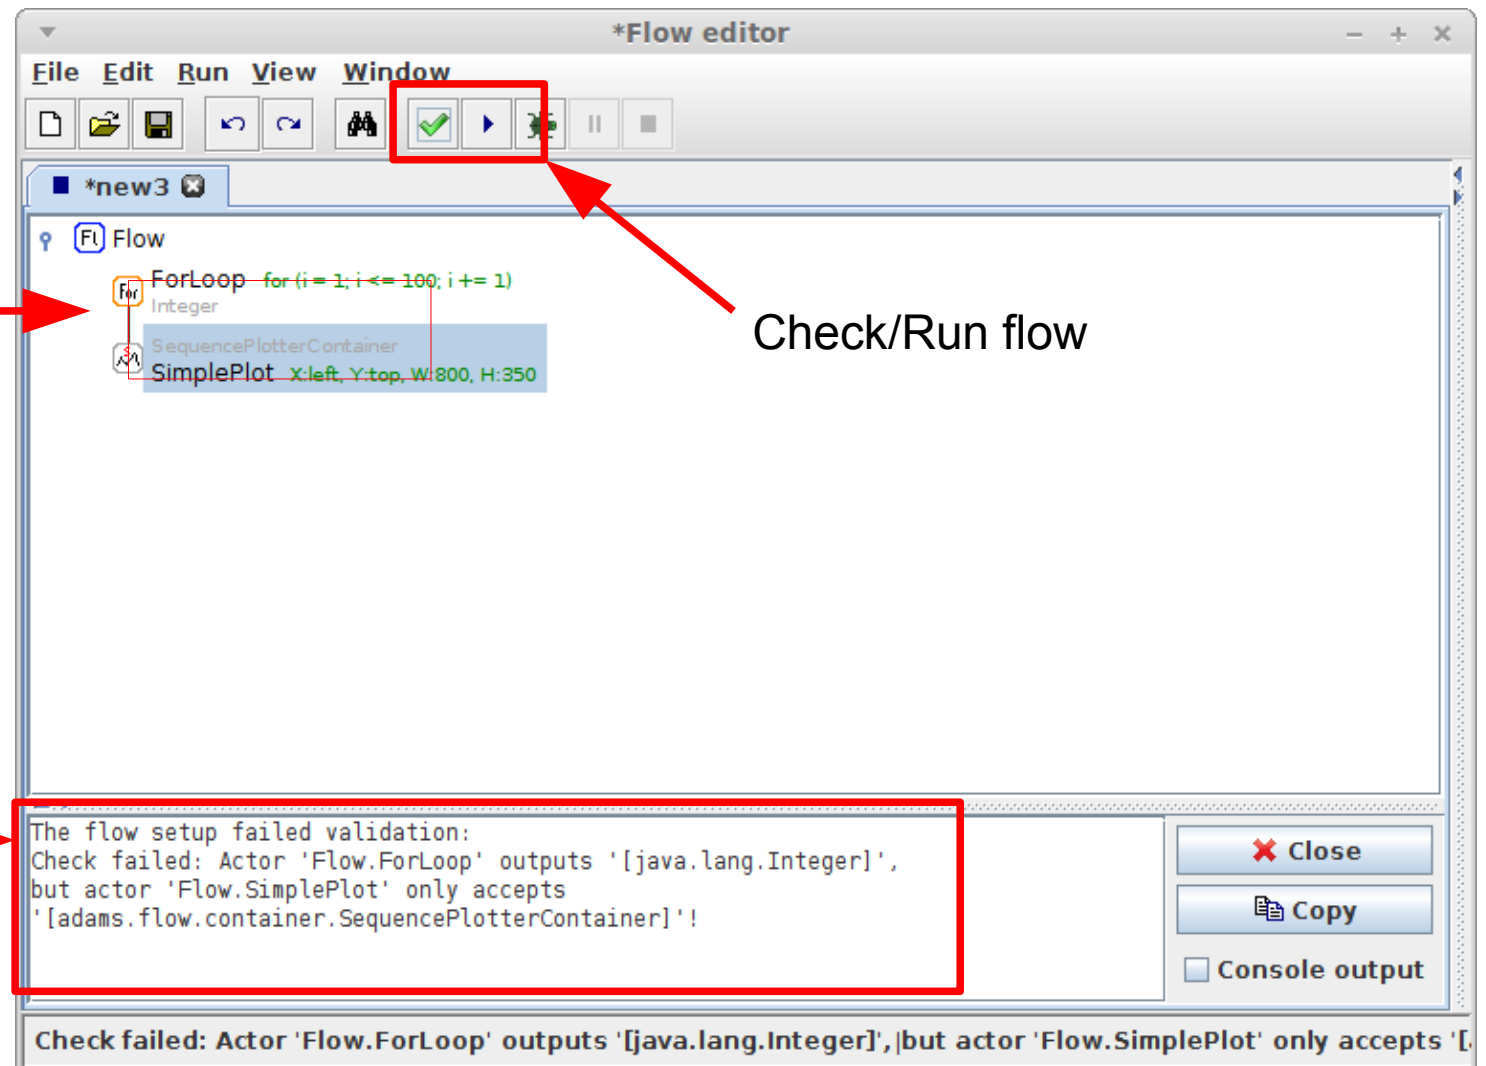 *Flow editor
File Edit Run View Window
*new3
Fl Flow
For ForLoop for (i = 1; i <= 100; i += 1)
Integer
Check/Run flow
SequencePlotterContainer
SimplePlot X:left, Y:top, W:800, H:350
The flow setup failed validation:
Check failed: Actor 'Flow.ForLoop' outputs '[java.lang.Integer]',
but actor 'Flow.SimplePlot' only accepts
'[adams.flow.container.SequencePlotterContainer]'!
Close
Copy
Console output
Check failed: Actor 'Flow.ForLoop' outputs '[java.lang.Integer]',|but actor 'Flow.SimplePlot' only accepts '[.